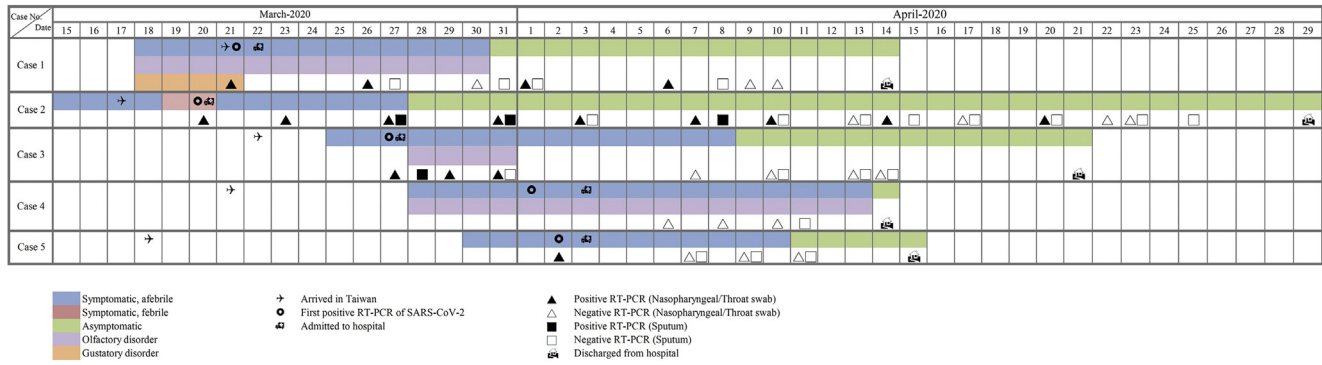 Case No. March-2020 April-2020
Date 15 16 17 18 19 20 21 22 23 24 25 26 27 28 29 30 31 1 2 3 4 5 6 7 8 9 10 11 12 13 14 15 16 17 18 19 20 21 22 23 24 25 26 27 28 29
Case 1
Case 2
Case 3
Case 4
Case 5
Symptomatic, afebrile Arrived in Taiwan Positive RT-PCR (Nasopharyngeal/Throat swab)
Symptomatic, febrile First positive RT-PCR of SARS-CoV-2 Negative RT-PCR (Nasopharyngeal/Throat swab)
Asymptomatic Admitted to hospital Positive RT-PCR (Sputum)
Olfactory disorder Negative RT-PCR (Sputum)
Gustatory disorder Discharged from hospital